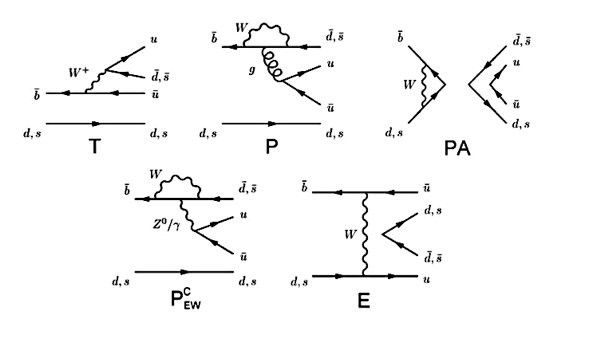 b̄ W⁺ u d̄, s̄ ū
d, s d, s
T
b̄ W d̄, s̄
g u
ū
d, s d, s
P
b̄ d̄, s̄
u
W
ū
d, s d, s
PA
b̄ W d̄, s̄
Z⁰/γ u
ū
d, s d, s
P^C_EW
b̄ ū
d, s
W
d̄, s̄
d, s u
E